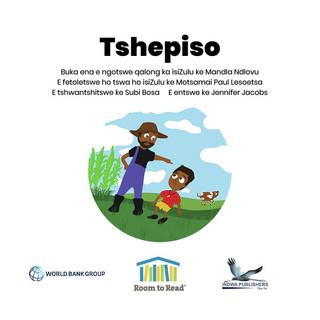 Tshepiso
Buka ena e ngotswe qalong ka isiZulu ke Mandla Ndlovu
E fetoletswe ho tswa ho isiZulu ke Motsamai Paul Lesoetsa
E tshwantshitswe ke Subi Bosa E entswe ke Jennifer Jacobs
WORLD BANK GROUP
Room to Read
INDWA PUBLISHERS